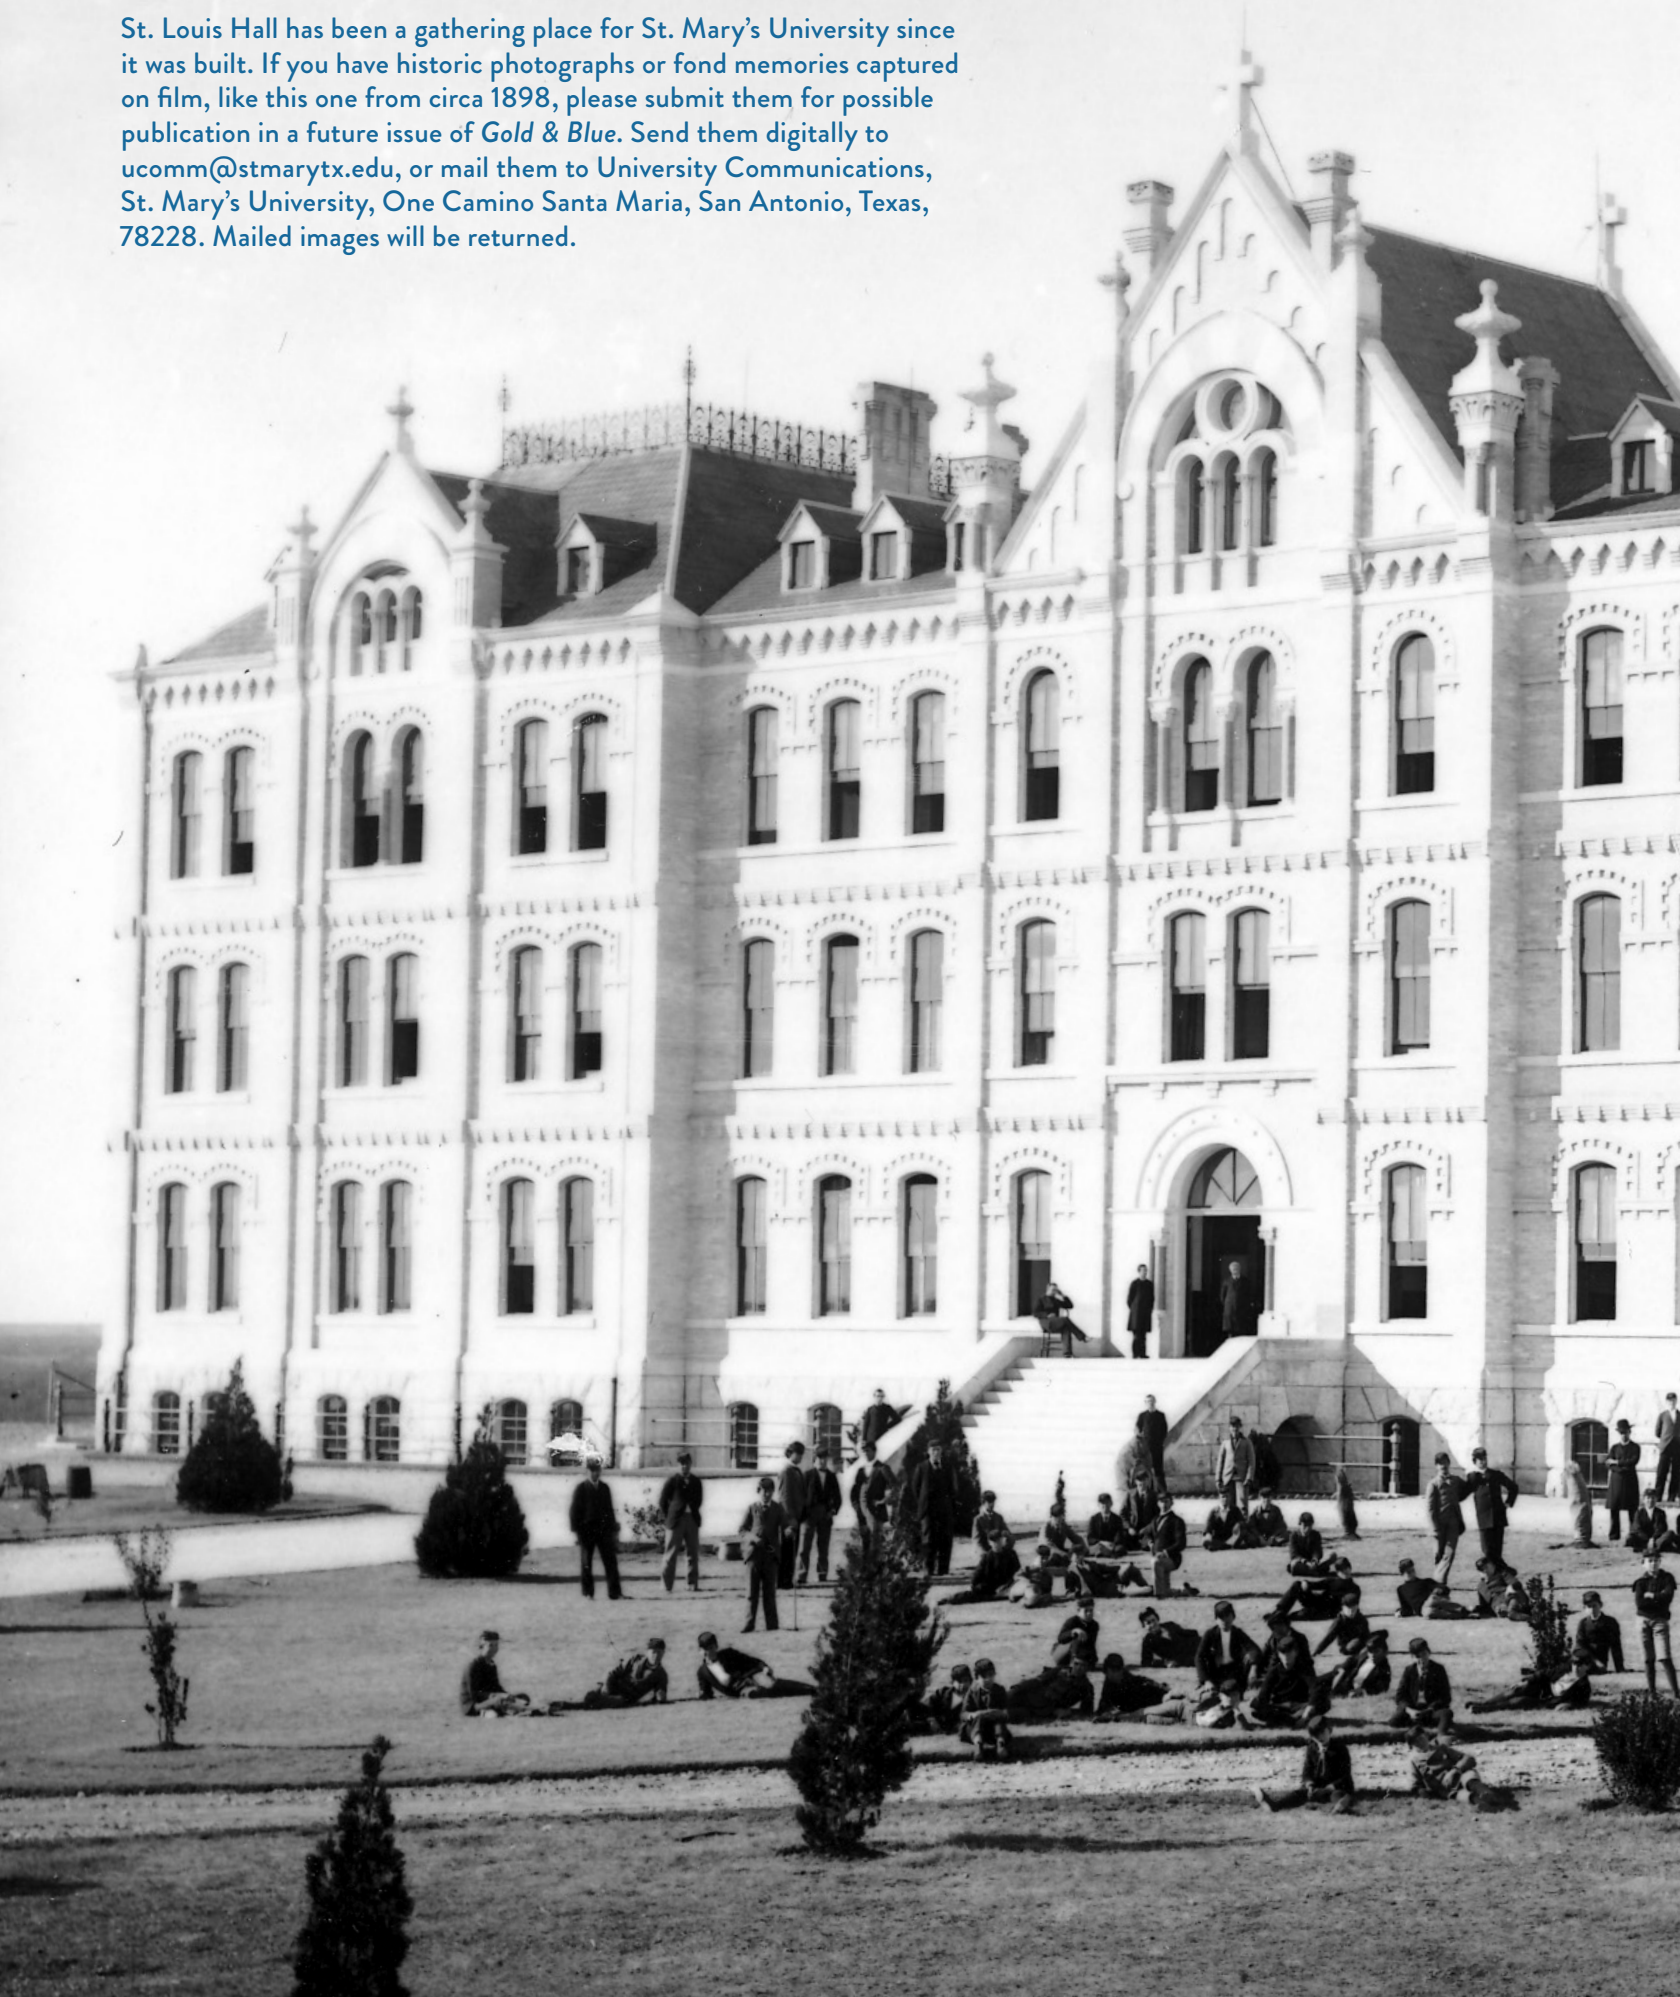 St. Louis Hall has been a gathering place for St. Mary’s University since
it was built. If you have historic photographs or fond memories captured
on film, like this one from circa 1898, please submit them for possible
publication in a future issue of Gold & Blue. Send them digitally to
ucomm@stmarytx.edu, or mail them to University Communications,
St. Mary’s University, One Camino Santa Maria, San Antonio, Texas,
78228. Mailed images will be returned.